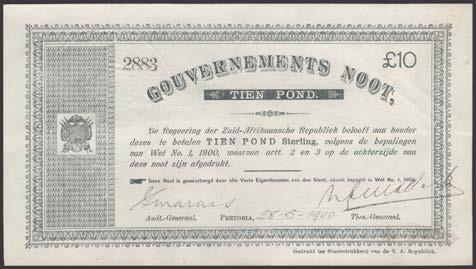 2883
£10
GOUVERNEMENTS NOOT,
TIEN POND.
De Regeering der Zuid-Afrikaansche Republiek belooft aan houder
dezes te betalen TIEN POND Sterling, volgens de bepalingen
van Wet No. 1, 1900, waarvan artt. 2 en 3 op de achterzijde van
deze noot zijn afgedrukt.
Deze Noot is gewaarborgd door alle Vaste Eigendommen van den Staat, zooals bepaald in Wet No. 1, 1900.
Audt.-Generaal. PRETORIA, 28-5-1900 Thes.-Generaal.
Gedrukt ter Staatsdrukkerij van de Z. A. Republiek.